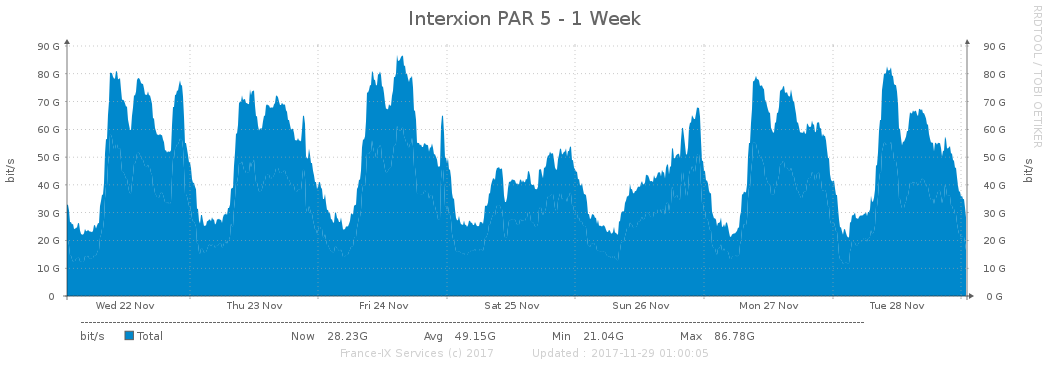 Interxion PAR 5 - 1 Week
RRDTOOL / TOBI OETIKER
90 G 90 G
80 G 80 G
70 G 70 G
60 G 60 G
50 G 50 G
40 G 40 G
30 G 30 G
20 G 20 G
10 G 10 G
0 0 G
bit/s
bit/s
Wed 22 Nov Thu 23 Nov Fri 24 Nov Sat 25 Nov Sun 26 Nov Mon 27 Nov Tue 28 Nov
bit/s Total Now 28.23G Avg 49.15G Min 21.04G Max 86.78G
France-IX Services (c) 2017 Updated : 2017-11-29 01:00:05